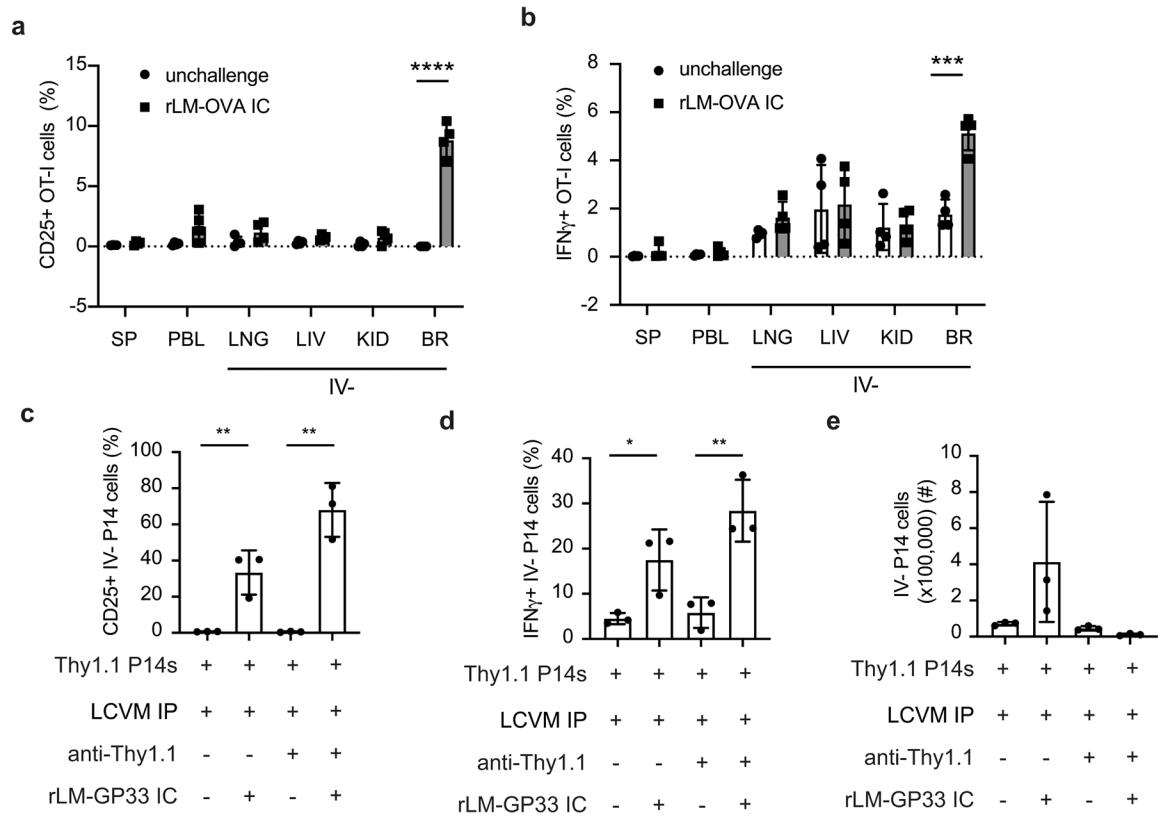 a
CD25+ OT-I cells (%)
15
10
5
0
-5
unchallenge
rLM-OVA IC
****
SP PBL LNG LIV KID BR
IV-
b
IFNγ+ OT-I cells (%)
8
6
4
2
0
-2
unchallenge
rLM-OVA IC
***
SP PBL LNG LIV KID BR
IV-
c
CD25+ IV- P14 cells (%)
100
80
60
40
20
0
** **
Thy1.1 P14s + + + +
LCVM IP + + + +
anti-Thy1.1 - - + +
rLM-GP33 IC - + - +
d
IFNγ+ IV- P14 cells (%)
40
30
20
10
0
* **
Thy1.1 P14s + + + +
LCVM IP + + + +
anti-Thy1.1 - - + +
rLM-GP33 IC - + - +
e
IV- P14 cells
(x100,000) (#)
10
8
6
4
2
0
Thy1.1 P14s + + + +
LCVM IP + + + +
anti-Thy1.1 - - + +
rLM-GP33 IC - + - +